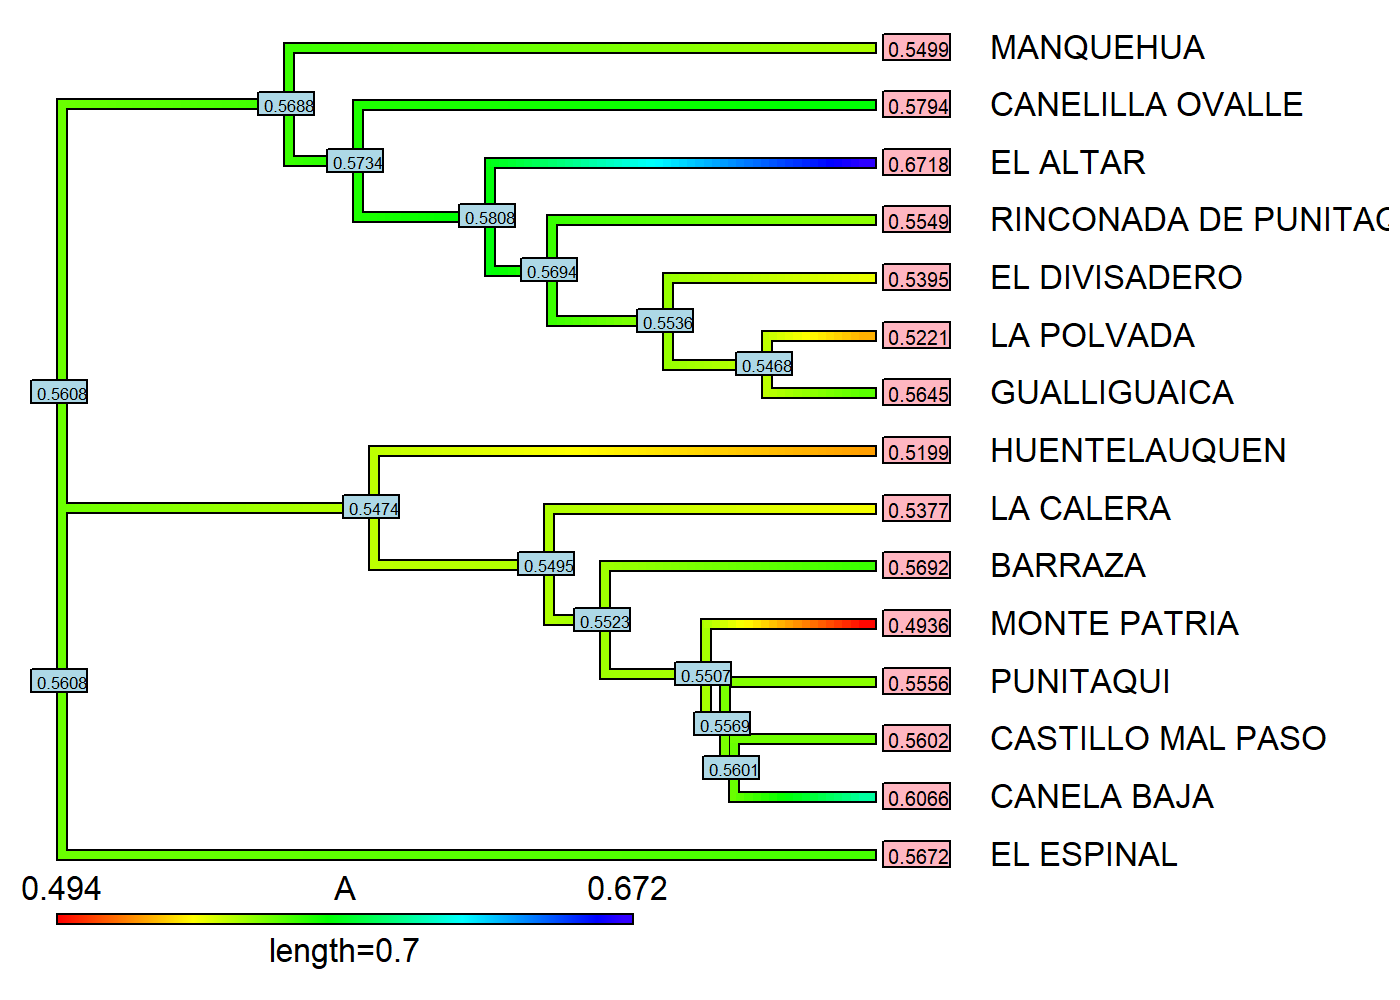 0.5499 MANQUEHUA
0.5688
0.5794 CANELILLA OVALLE
0.5734
0.6718 EL ALTAR
0.5808
0.5549 RINCONADA DE PUNITAQ
0.5694
0.5395 EL DIVISADERO
0.5536
0.5221 LA POLVADA
0.5468
0.5608
0.5645 GUALLIGUAICA
0.5199 HUENTELAUQUEN
0.5474
0.5377 LA CALERA
0.5495
0.5692 BARRAZA
0.5523
0.4936 MONTE PATRIA
0.5507
0.5608
0.5556 PUNITAQUI
0.5569
0.5602 CASTILLO MAL PASO
0.5601
0.6066 CANELA BAJA
0.5672 EL ESPINAL
0.494 A 0.672
length=0.7